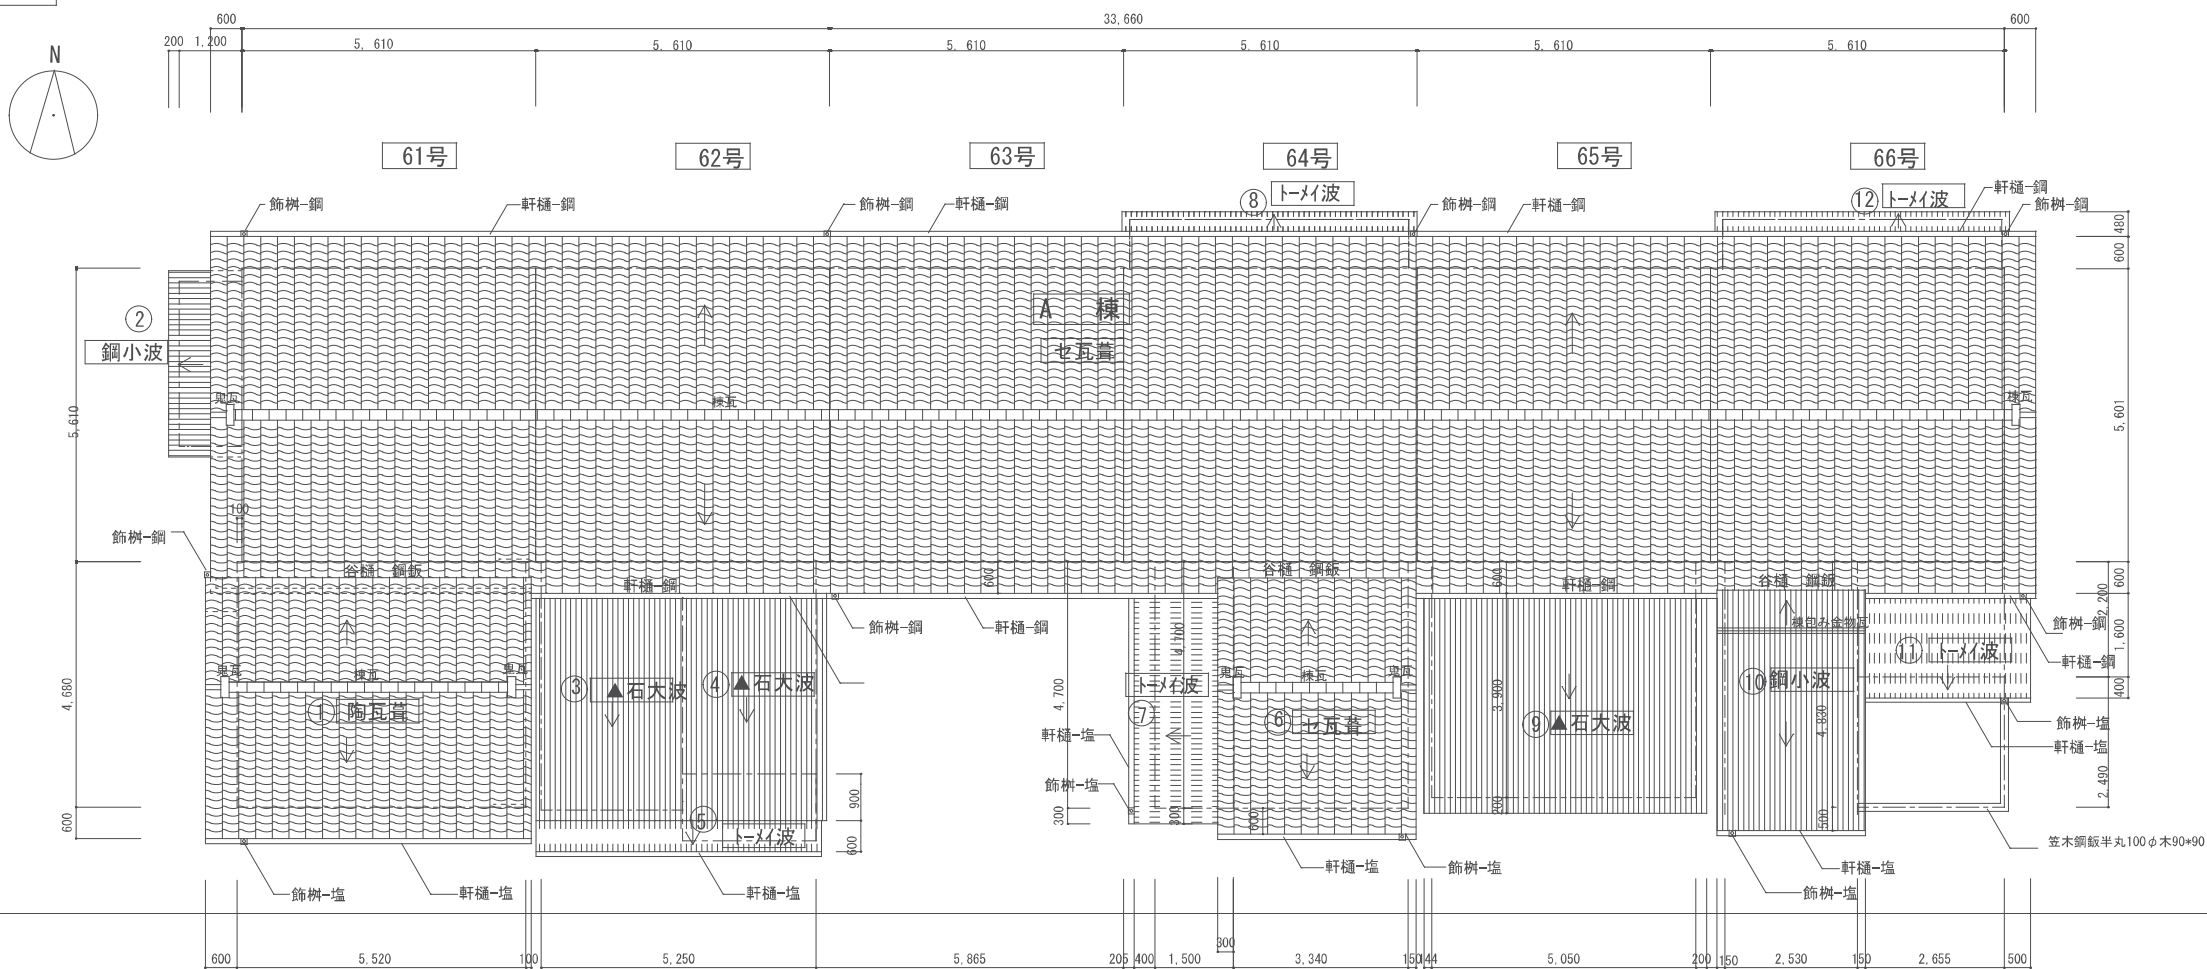 600
33,660
600
200
1,200
5, 610
5, 610
5, 610
5, 610
5, 610
5, 610
N
61号
62号
63号
64号
65号
66号
飾桝-鋼
軒樋-鋼
飾桝-鋼
軒樋-鋼
⑧
トーメイ波
飾桝-鋼
軒樋-鋼
⑫
トーメイ波
軒樋-鋼
飾桝-鋼
480
600
②
鋼小波
5,610
A 棟
セ瓦葺
鬼瓦
棟瓦
棟瓦
5,601
100
飾桝-鋼
谷樋 鋼鈑
軒樋-鋼
600
谷樋 鋼鈑
600
軒樋-鋼
谷樋 鋼鈑
600
2,200
飾桝-鋼
軒樋-鋼
4,700
棟包み金物瓦
飾桝-鋼
1,600
軒樋-鋼
鬼瓦
棟瓦
鬼瓦
4,680
①
陶瓦葺
③
▲石大波
④
▲石大波
4,700
トーメイ波
⑦
鬼瓦
棟瓦
鬼瓦
⑥
セ瓦葺
3,900
⑨
▲石大波
⑩
鋼小波
4,830
⑪
トーメイ波
400
飾桝-塩
軒樋-塩
軒樋-塩
飾桝-塩
2,490
600
900
600
⑤
トーメイ波
300
300
600
200
500
笠木鋼鈑半丸100φ木90*90
飾桝-塩
軒樋-塩
軒樋-塩
軒樋-塩
飾桝-塩
軒樋-塩
飾桝-塩
600
5,520
100
5,250
5,865
205
400
1,500
300
3,340
150
144
5,050
200
150
2,530
150
2,655
500